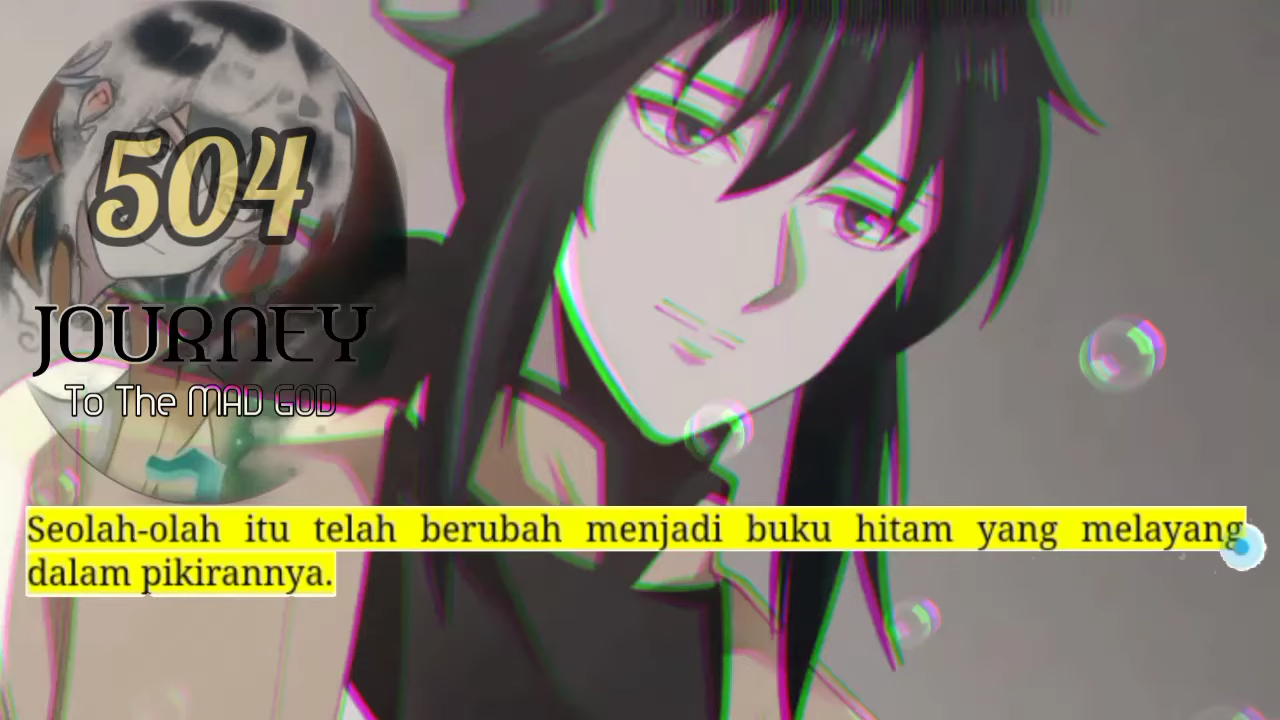 504
JOURNEY
To The MAD GOD
Seolah-olah itu telah berubah menjadi buku hitam yang melayang
dalam pikirannya.